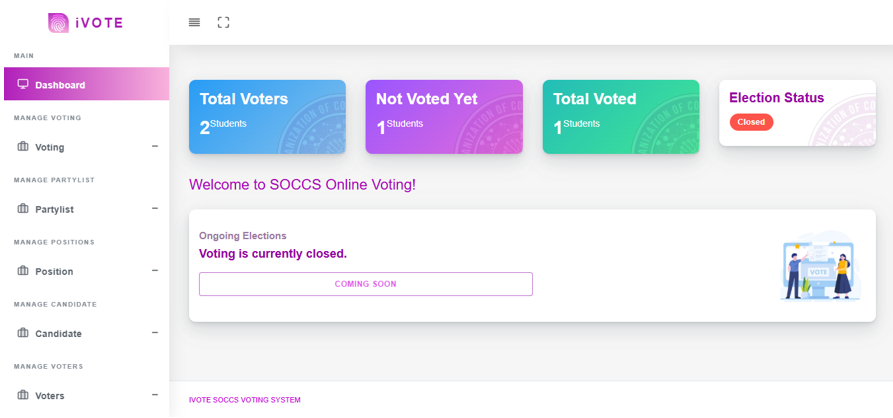 iVOTE
MAIN
Dashboard
MANAGE VOTING
Voting
MANAGE PARTYLIST
Partylist
MANAGE POSITIONS
Position
MANAGE CANDIDATE
Candidate
MANAGE VOTERS
Voters
Total Voters
2Students
Not Voted Yet
1Students
Total Voted
1Students
Election Status
Closed
Welcome to SOCCS Online Voting!
Ongoing Elections
Voting is currently closed.
COMING SOON
VOTE
IVOTE SOCCS VOTING SYSTEM